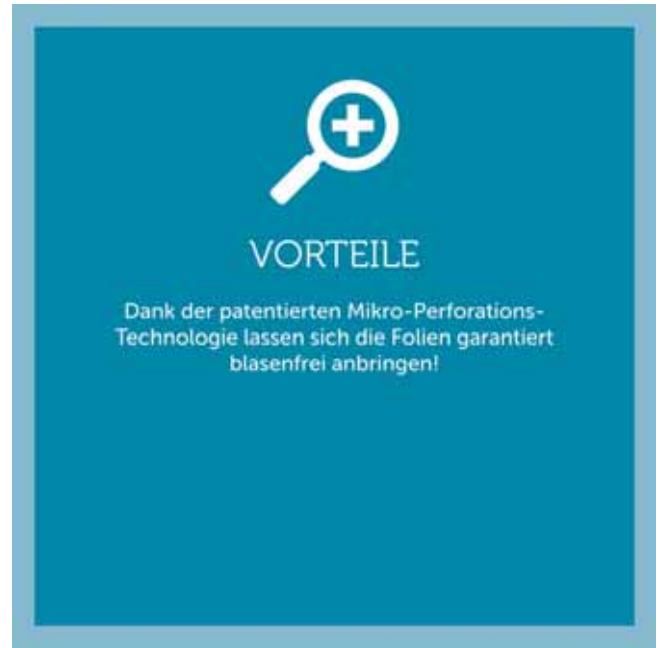 VORTEILE
Dank der patentierten Mikro-Perforations-
Technologie lassen sich die Folien garantiert
blasenfrei anbringen!